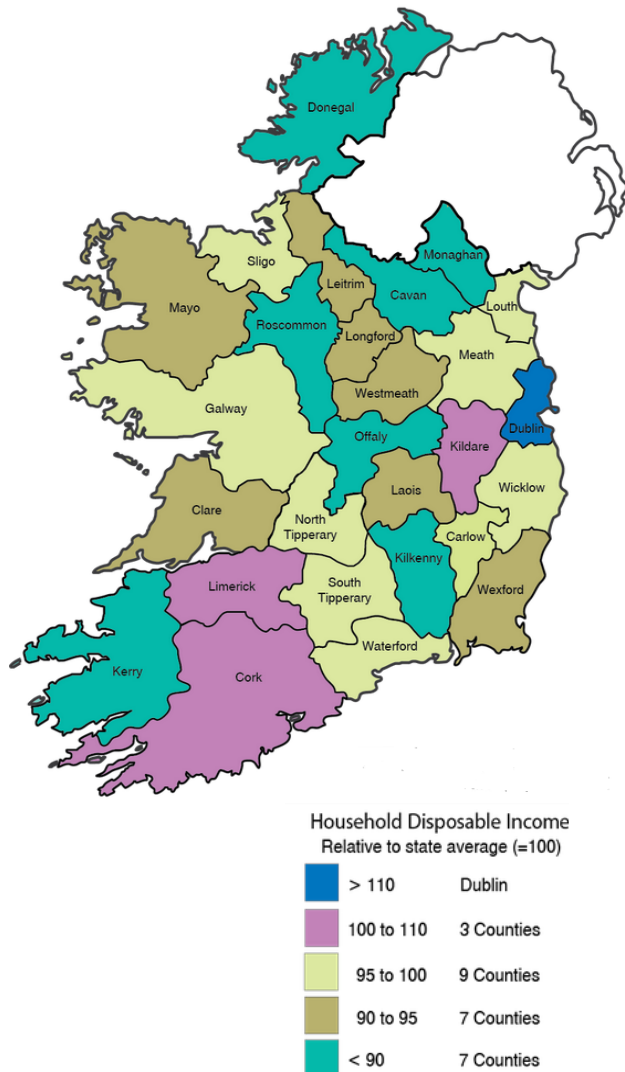 Donegal
Monaghan
Sligo
Leitrim
Cavan
Louth
Mayo
Roscommon
Longford
Meath
Westmeath
Galway
Dublin
Offaly
Kildare
Laois
Wicklow
Clare
North
Tipperary
Carlow
Kilkenny
Limerick
South
Tipperary
Wexford
Waterford
Kerry
Cork
Household Disposable Income
Relative to state average (=100)
> 110 Dublin
100 to 110 3 Counties
95 to 100 9 Counties
90 to 95 7 Counties
< 90 7 Counties